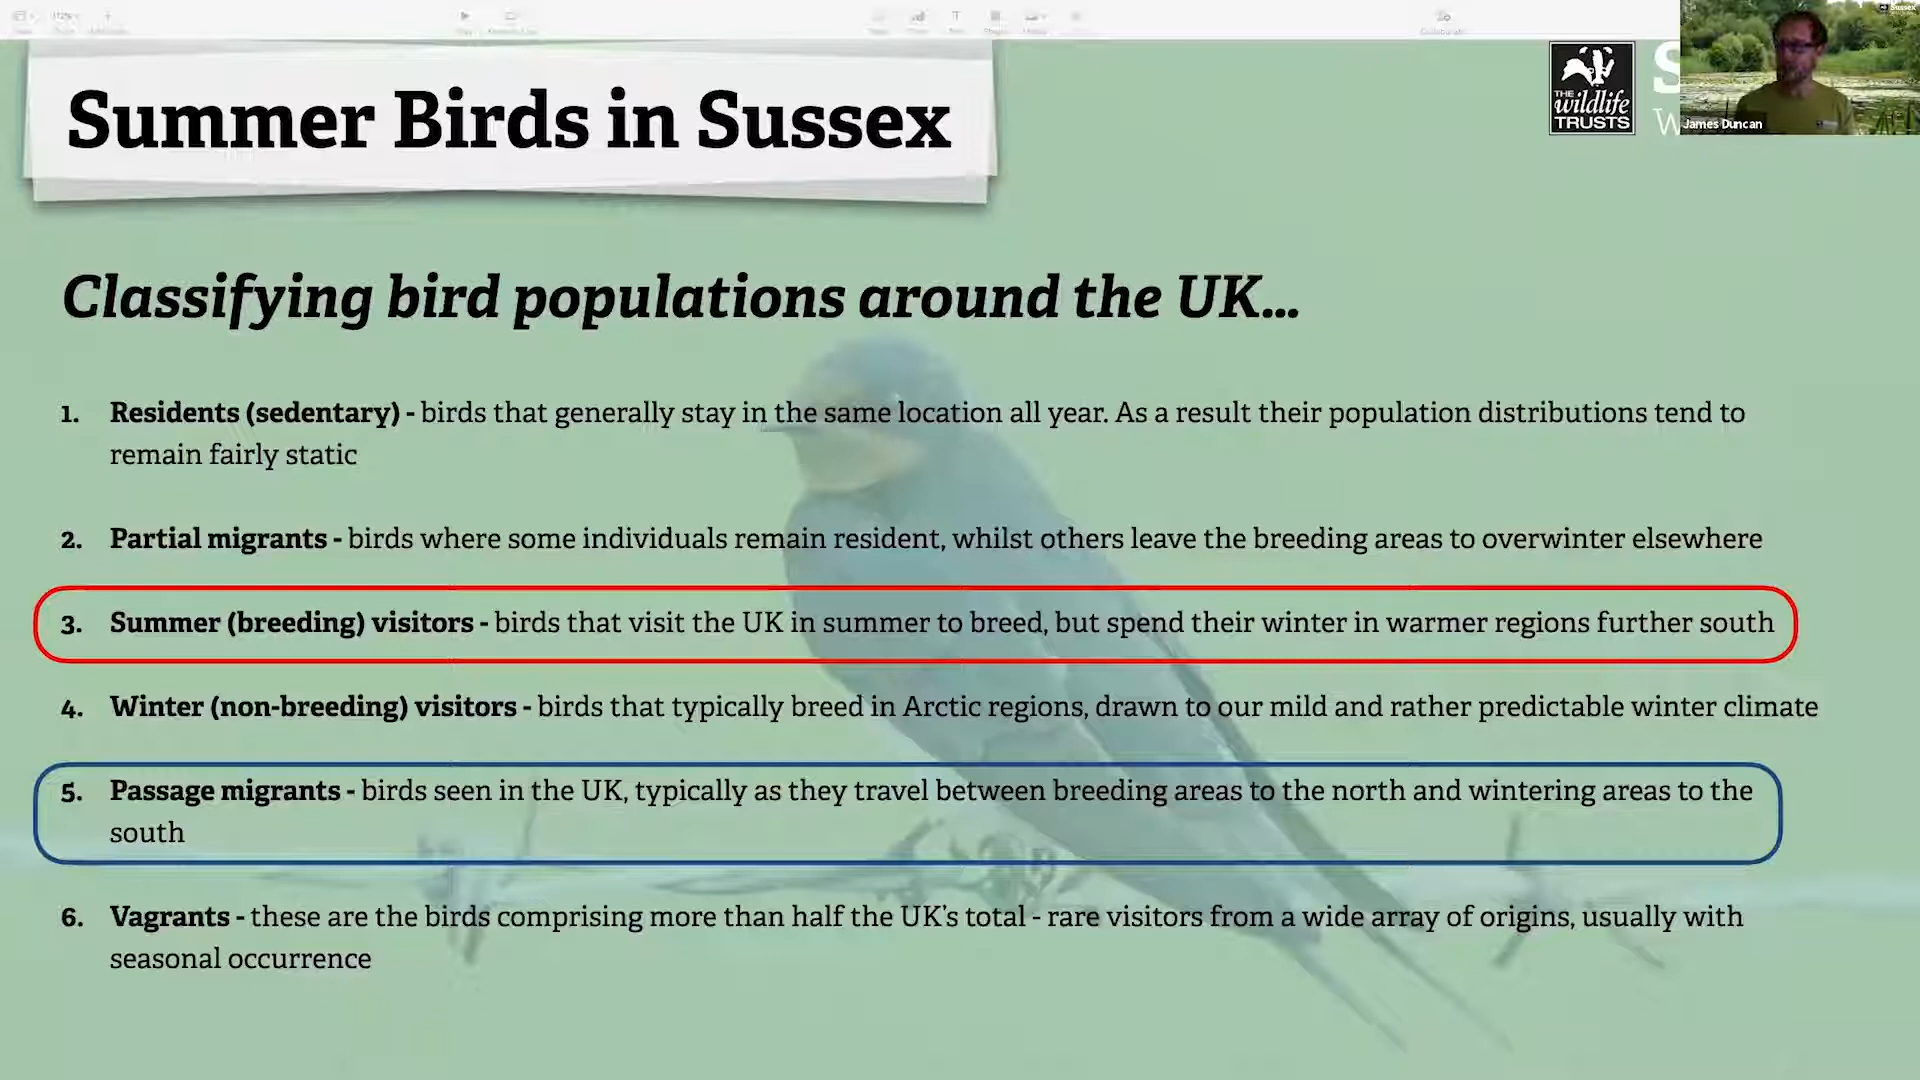 Sussex
THE
wildlife
TRUSTS
S
W
James Duncan
Summer Birds in Sussex
Classifying bird populations around the UK...
1. Residents (sedentary) - birds that generally stay in the same location all year. As a result their population distributions tend to
remain fairly static
2. Partial migrants - birds where some individuals remain resident, whilst others leave the breeding areas to overwinter elsewhere
3. Summer (breeding) visitors - birds that visit the UK in summer to breed, but spend their winter in warmer regions further south
4. Winter (non-breeding) visitors - birds that typically breed in Arctic regions, drawn to our mild and rather predictable winter climate
5. Passage migrants - birds seen in the UK, typically as they travel between breeding areas to the north and wintering areas to the
south
6. Vagrants - these are the birds comprising more than half the UK's total - rare visitors from a wide array of origins, usually with
seasonal occurrence